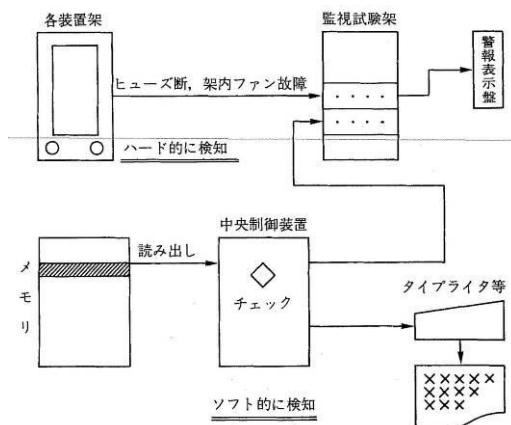 各装置架
監視試験架
警報表示盤
ヒューズ断，架内ファン故障
ハード的に検知
中央制御装置
読み出し
メモリ
チェック
タイプライタ等
×××××
××××
×××
ソフト的に検知